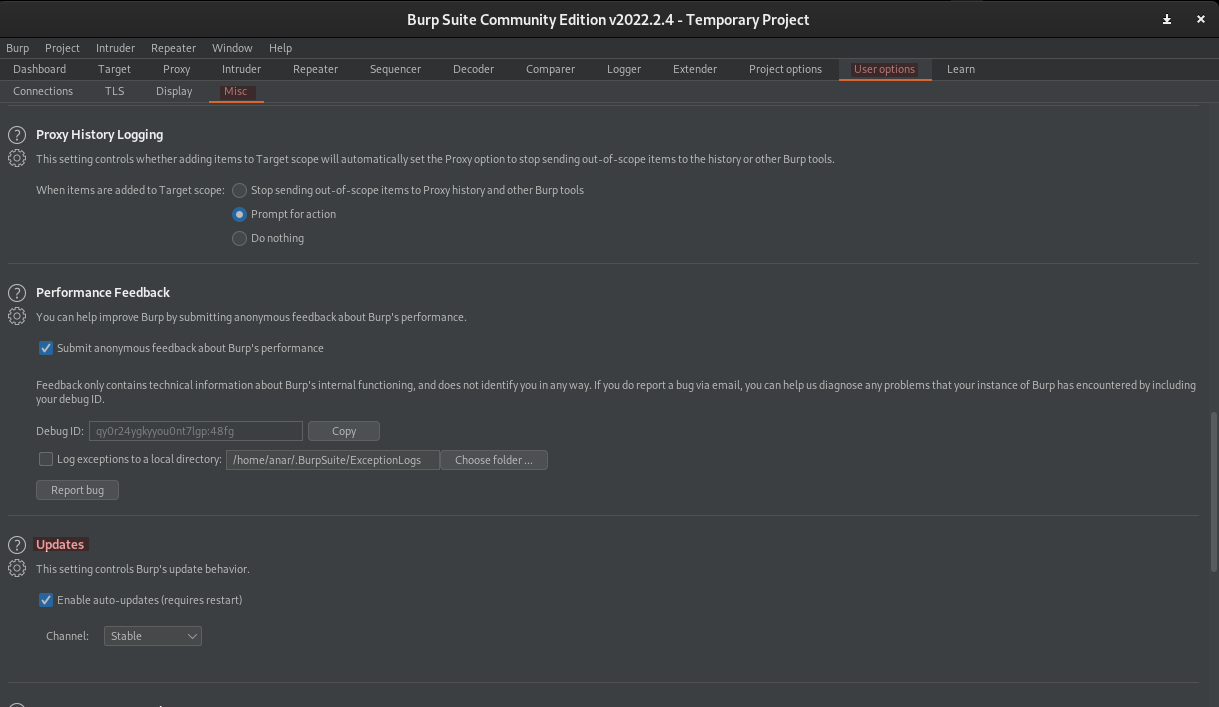 Burp Suite Community Edition v2022.2.4 - Temporary Project
Burp Project Intruder Repeater Window Help
Dashboard Target Proxy Intruder Repeater Sequencer Decoder Comparer Logger Extender Project options User options Learn
Connections TLS Display Misc
Proxy History Logging
This setting controls whether adding items to Target scope will automatically set the Proxy option to stop sending out-of-scope items to the history or other Burp tools.
When items are added to Target scope: Stop sending out-of-scope items to Proxy history and other Burp tools
Prompt for action
Do nothing
Performance Feedback
You can help improve Burp by submitting anonymous feedback about Burp's performance.
Submit anonymous feedback about Burp's performance
Feedback only contains technical information about Burp's internal functioning, and does not identify you in any way. If you do report a bug via email, you can help us diagnose any problems that your instance of Burp has encountered by including
your debug ID.
Debug ID: qy0r24ygkyyou0nt7lgp:48fg Copy
Log exceptions to a local directory: /home/anar/.BurpSuite/ExceptionLogs Choose folder ...
Report bug
Updates
This setting controls Burp's update behavior.
Enable auto-updates (requires restart)
Channel: Stable